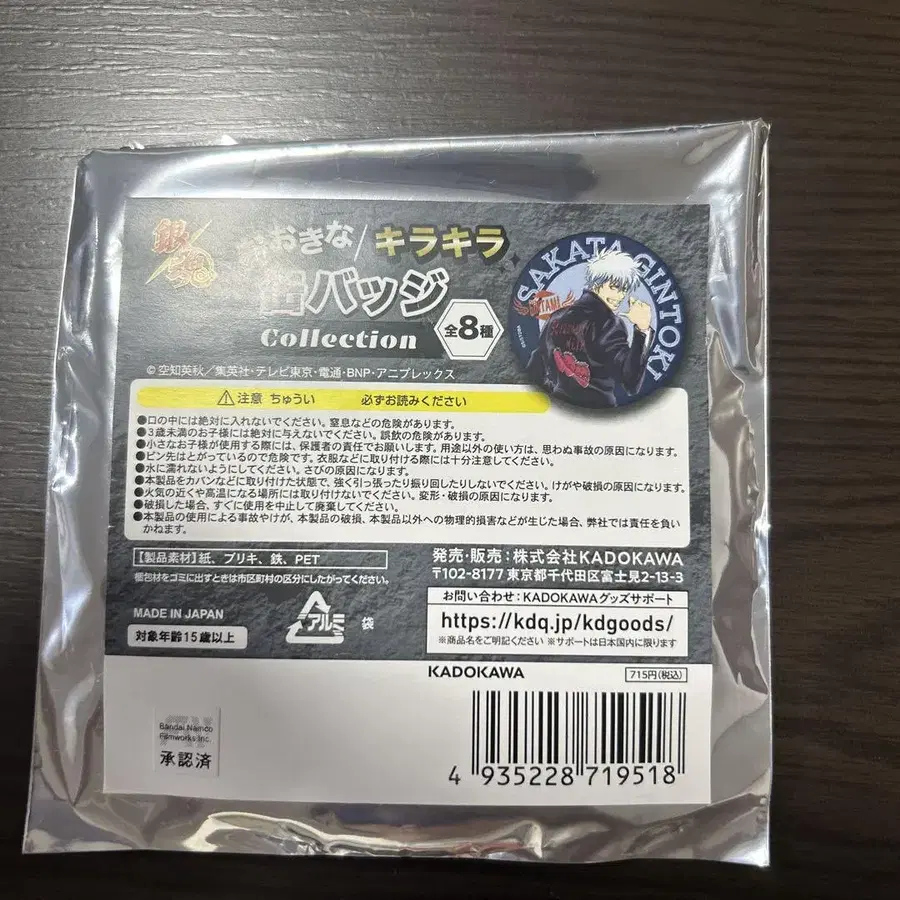 銀魂
おおきな/キラキラ
缶バッジ
Collection
全8種
SAKATA GINTOKI
GINTAMA
©空知英秋／集英社・テレビ東京・電通・BNP・アニプレックス
⚠注意 ちゅうい 必ずお読みください
●口の中には絶対に入れないでください。窒息などの危険があります。
●3歳未満のお子様には絶対に与えないでください。誤飲の危険があります。
●小さなお子様が使用する際には、保護者の責任でお願いします。用途以外の使い方は、思わぬ事故の原因になります。
●ピン先はとがっているので危険です。衣服などに取り付ける際には十分注意してください。
●水に濡れないようにしてください。さびの原因になります。
●本製品をカバンなどに取り付けた状態で、強く引っ張ったり振り回したりしないでください。けがや破損の原因になります。
●火気の近くや高温になる場所には取り付けないでください。変形・破損の原因になります。
●破損した場合、すぐに使用を中止して廃棄してください。
●本製品の使用による事故やけが、本製品の破損、本製品以外への物理的損害などが生じた場合、弊社では責任を負い
かねます。
【製品素材】紙、ブリキ、鉄、PET
梱包材をゴミに出すときは市区町村の区分にしたがってください。
MADE IN JAPAN
対象年齢15歳以上
アルミ 袋
発売・販売：株式会社KADOKAWA
〒102-8177 東京都千代田区富士見2-13-3
お問い合わせ：KADOKAWAグッズサポート
https://kdq.jp/kdgoods/
※商品名をご明記ください ※サポートは日本国内に限ります
KADOKAWA
715円(税込)
Bandai Namco
Filmworks Inc.
承認済
4 935228 719518